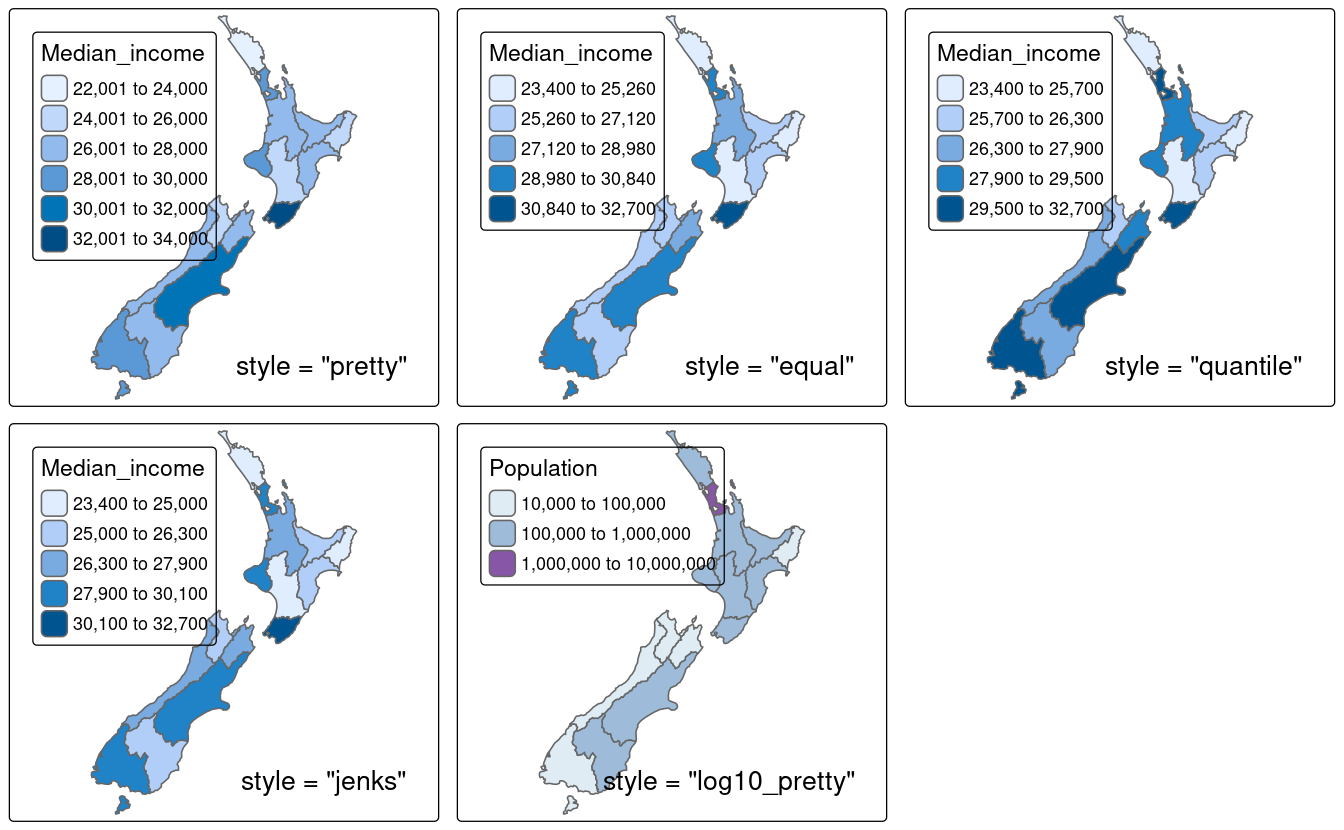 Median_income
22,001 to 24,000
24,001 to 26,000
26,001 to 28,000
28,001 to 30,000
30,001 to 32,000
32,001 to 34,000
style = "pretty"
Median_income
23,400 to 25,260
25,260 to 27,120
27,120 to 28,980
28,980 to 30,840
30,840 to 32,700
style = "equal"
Median_income
23,400 to 25,700
25,700 to 26,300
26,300 to 27,900
27,900 to 29,500
29,500 to 32,700
style = "quantile"
Median_income
23,400 to 25,000
25,000 to 26,300
26,300 to 27,900
27,900 to 30,100
30,100 to 32,700
style = "jenks"
Population
10,000 to 100,000
100,000 to 1,000,000
1,000,000 to 10,000,000
style = "log10_pretty"